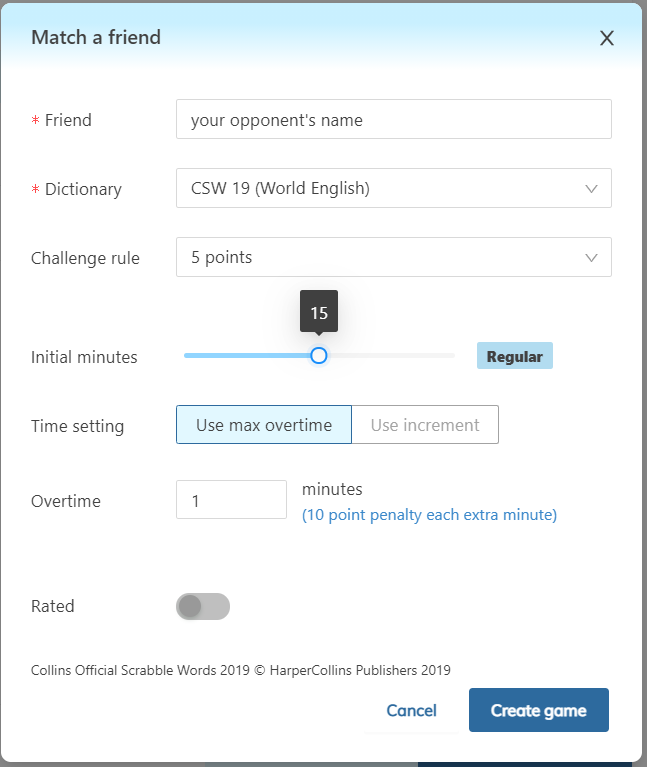 Match a friend
* Friend your opponent's name
* Dictionary CSW 19 (World English)
Challenge rule 5 points
15
Initial minutes Regular
Time setting Use max overtime Use increment
Overtime 1 minutes
(10 point penalty each extra minute)
Rated
Collins Official Scrabble Words 2019 © HarperCollins Publishers 2019
Cancel Create game